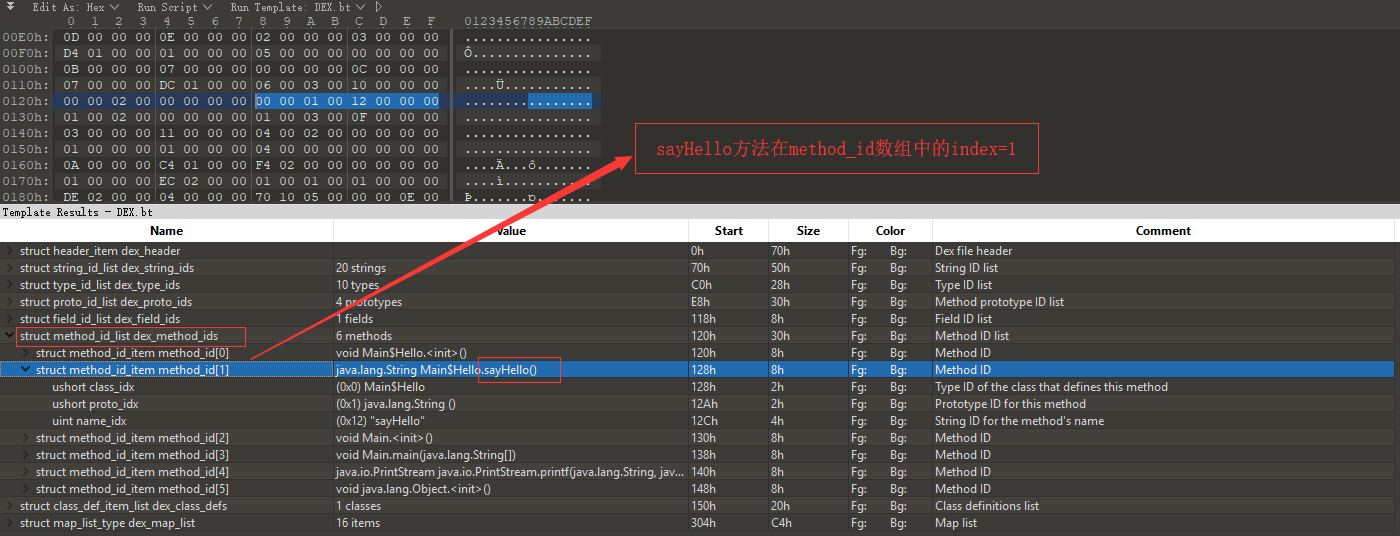 Edit As: Hex Run Script Run Template: DEX.bt
0 1 2 3 4 5 6 7 8 9 A B C D E F 0123456789ABCDEF
00E0h: 0D 00 00 00 0E 00 00 00 02 00 00 00 03 00 00 00 ................
00F0h: D4 01 00 00 01 00 00 00 05 00 00 00 00 00 00 00 Ô...............
0100h: 0B 00 00 00 07 00 00 00 00 00 00 00 0C 00 00 00 ................
0110h: 07 00 00 00 DC 01 00 00 06 00 03 00 10 00 00 00 ....Ü...........
0120h: 00 00 02 00 00 00 00 00 00 00 01 00 12 00 00 00 ................
0130h: 01 00 02 00 00 00 00 00 01 00 03 00 0F 00 00 00 ................
0140h: 03 00 00 00 11 00 00 00 04 00 02 00 00 00 00 00 ................
0150h: 01 00 00 00 00 00 00 00 04 00 00 00 00 00 00 00 ................
0160h: 0A 00 00 00 C4 01 00 00 F4 02 00 00 00 00 00 00 ....Ä...ô.......
0170h: 01 00 00 00 EC 02 00 00 01 00 01 00 01 00 00 00 ....ì...........
0180h: DE 02 00 00 04 00 00 00 70 10 05 00 00 00 0E 00 Þ.......p.......
sayHello方法在method_id数组中的index=1
Template Results - DEX.bt
Name Value Start Size Color Comment
struct header_item dex_header 0h 70h Fg: Bg: Dex file header
struct string_id_list dex_string_ids 20 strings 70h 50h Fg: Bg: String ID list
struct type_id_list dex_type_ids 10 types C0h 28h Fg: Bg: Type ID list
struct proto_id_list dex_proto_ids 4 prototypes E8h 30h Fg: Bg: Method prototype ID list
struct field_id_list dex_field_ids 1 fields 118h 8h Fg: Bg: Field ID list
struct method_id_list dex_method_ids 6 methods 120h 30h Fg: Bg: Method ID list
struct method_id_item method_id[0] void Main$Hello.<init>() 120h 8h Fg: Bg: Method ID
struct method_id_item method_id[1] java.lang.String Main$Hello.sayHello() 128h 8h Fg: Bg: Method ID
ushort class_idx (0x0) Main$Hello 128h 2h Fg: Bg: Type ID of the class that defines this method
ushort proto_idx (0x1) java.lang.String () 12Ah 2h Fg: Bg: Prototype ID for this method
uint name_idx (0x12) "sayHello" 12Ch 4h Fg: Bg: String ID for the method's name
struct method_id_item method_id[2] void Main.<init>() 130h 8h Fg: Bg: Method ID
struct method_id_item method_id[3] void Main.main(java.lang.String[]) 138h 8h Fg: Bg: Method ID
struct method_id_item method_id[4] java.io.PrintStream java.io.PrintStream.printf(java.lang.String, jav... 140h 8h Fg: Bg: Method ID
struct method_id_item method_id[5] void java.lang.Object.<init>() 148h 8h Fg: Bg: Method ID
struct class_def_item_list dex_class_defs 1 classes 150h 20h Fg: Bg: Class definitions list
struct map_list_type dex_map_list 16 items 304h C4h Fg: Bg: Map list